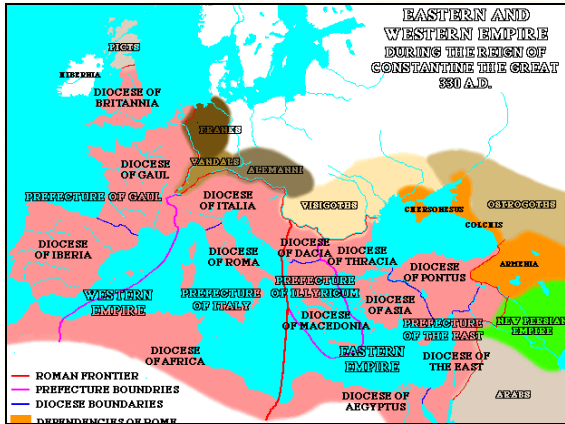 EASTERN AND
WESTERN EMPIRE
DURING THE REIGN OF
CONSTANTINE THE GREAT
330 A.D.
PICTS
HIBERNIA
DIOCESE OF
BRITANNIA
FRANKS
DIOCESE
OF GAUL
VANDALS
ALEMANNI
PREFECTURE OF GAUL
DIOCESE
OF ITALIA
VISIGOTHS
OSTROGOTHS
CHERSONESUS
COLCHIS
DIOCESE
OF IBERIA
DIOCESE
OF ROMA
DIOCESE
OF DACIA
DIOCESE
OF THRACIA
DIOCESE
OF PONTUS
ARMENIA
WESTERN
EMPIRE
PREFECTURE
OF ITALY
PREFECTURE
OF ILLYRICUM
DIOCESE
OF ASIA
PREFECTURE
OF THE EAST
NEW PERSIAN
EMPIRE
DIOCESE
OF MACEDONIA
EASTERN
EMPIRE
DIOCESE
OF AFRICA
DIOCESE OF
THE EAST
DIOCESE OF
AEGYPTUS
ARABS
ROMAN FRONTIER
PREFECTURE BOUNDRIES
DIOCESE BOUNDARIES
DEPENDENCIES OF ROME